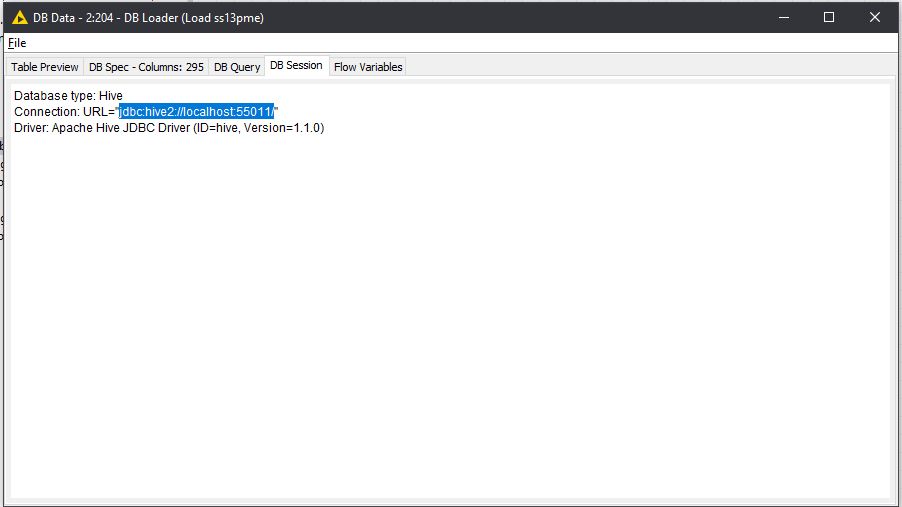 DB Data - 2:204 - DB Loader (Load ss13pme)
File
Table Preview DB Spec - Columns: 295 DB Query DB Session Flow Variables
Database type: Hive
Connection: URL="jdbc:hive2://localhost:55011/"
Driver: Apache Hive JDBC Driver (ID=hive, Version=1.1.0)